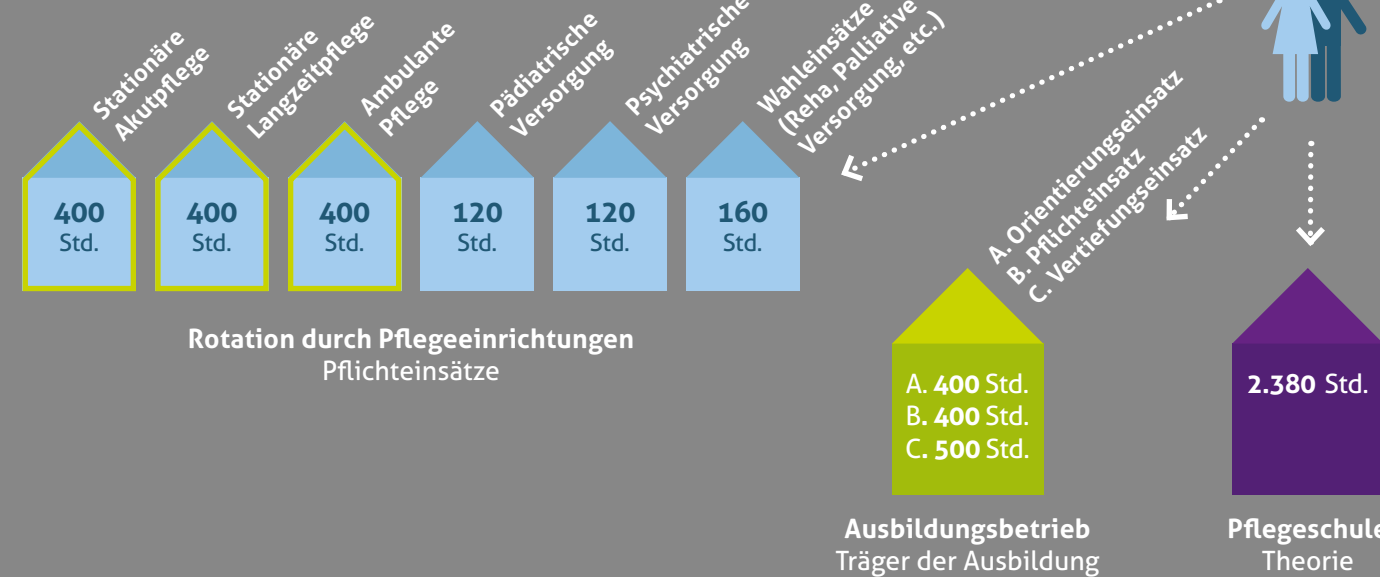 Stationäre
Akutpflege
Stationäre
Langzeitpflege
Ambulante
Pflege
Pädiatrische
Versorgung
Psychiatrische
Versorgung
Wahleinsätze
(Reha, Palliative
Versorgung, etc.)
400
Std.
400
Std.
400
Std.
120
Std.
120
Std.
160
Std.
Rotation durch Pflegeeinrichtungen
Pflichteinsätze
A. Orientierungseinsatz
B. Pflichteinsatz
C. Vertiefungseinsatz
A. 400 Std.
B. 400 Std.
C. 500 Std.
Ausbildungsbetrieb
Träger der Ausbildung
2.380 Std.
Pflegeschule
Theorie